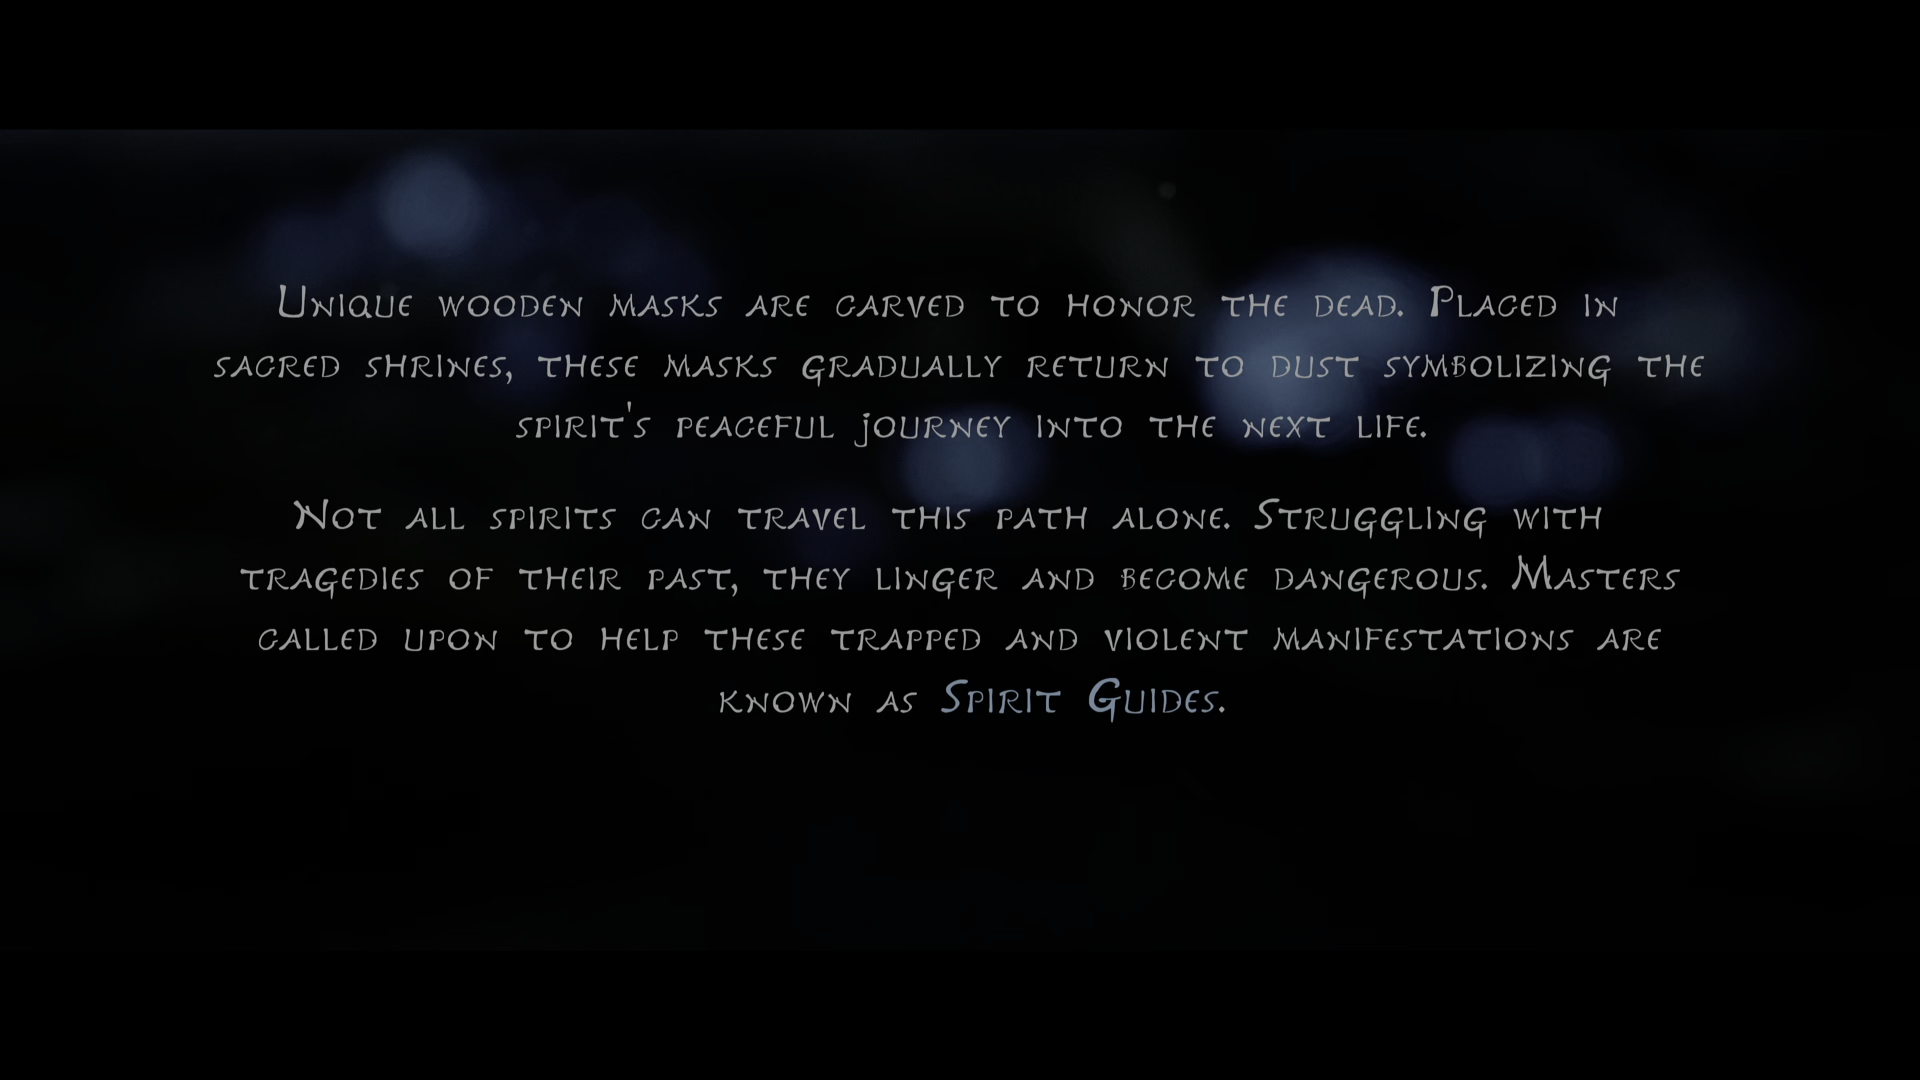 Unique wooden masks are carved to honor the dead. Placed in
sacred shrines, these masks gradually return to dust symbolizing the
spirit's peaceful journey into the next life.
Not all spirits can travel this path alone. Struggling with
tragedies of their past, they linger and become dangerous. Masters
called upon to help these trapped and violent manifestations are
known as Spirit Guides.